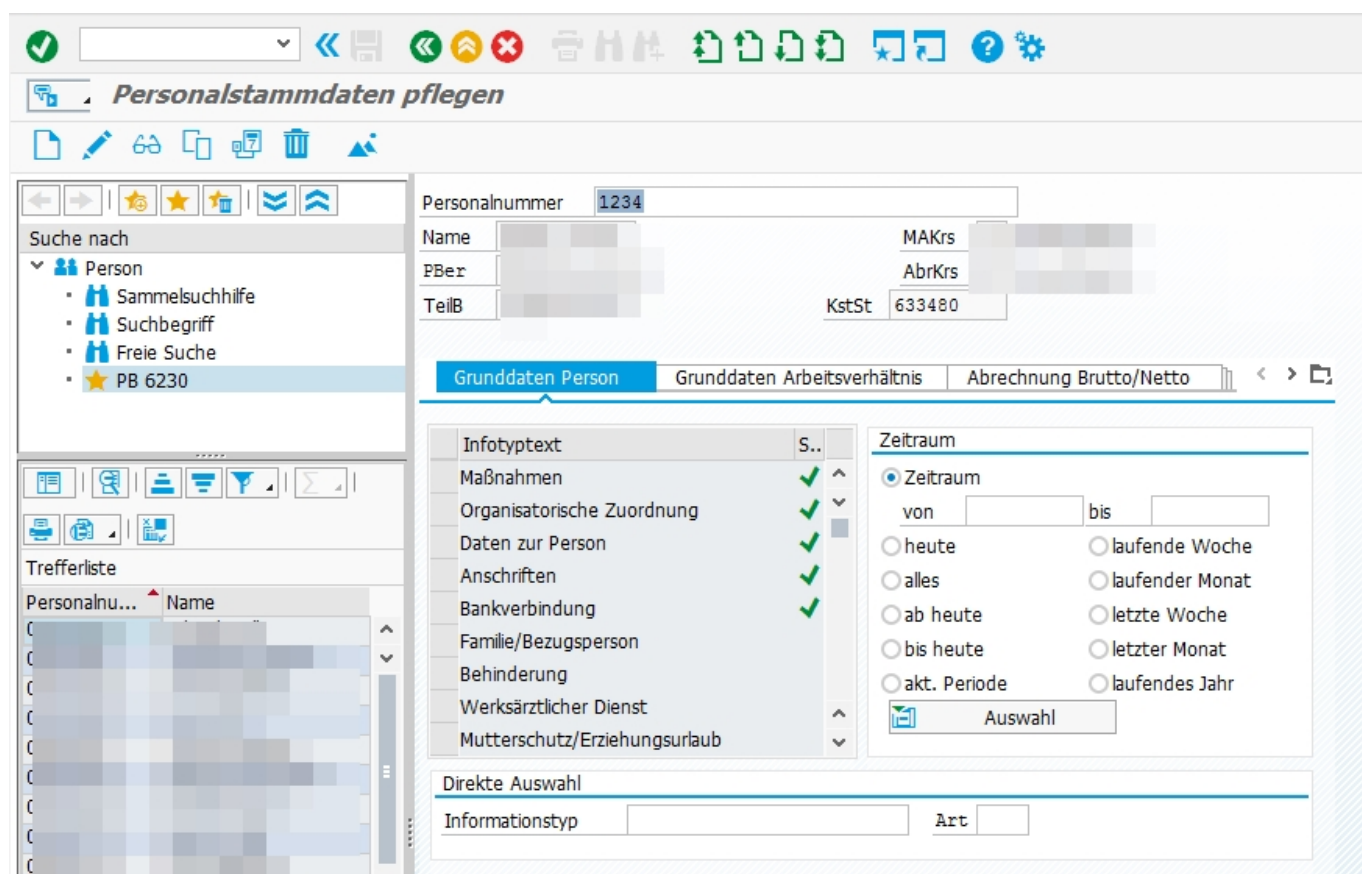 Personalstammdaten pflegen
Suche nach
Person
Sammelsuchhilfe
Suchbegriff
Freie Suche
PB 6230
Trefferliste
Personalnu... Name
Personalnummer 1234
Name MAKrs
PBer AbrKrs
TeilB KstSt 633480
Grunddaten Person Grunddaten Arbeitsverhältnis Abrechnung Brutto/Netto
Infotyptext S..
Maßnahmen
Organisatorische Zuordnung
Daten zur Person
Anschriften
Bankverbindung
Familie/Bezugsperson
Behinderung
Werksärztlicher Dienst
Mutterschutz/Erziehungsurlaub
Zeitraum
Zeitraum
von bis
heute laufende Woche
alles laufender Monat
ab heute letzte Woche
bis heute letzter Monat
akt. Periode laufendes Jahr
Auswahl
Direkte Auswahl
Informationstyp Art